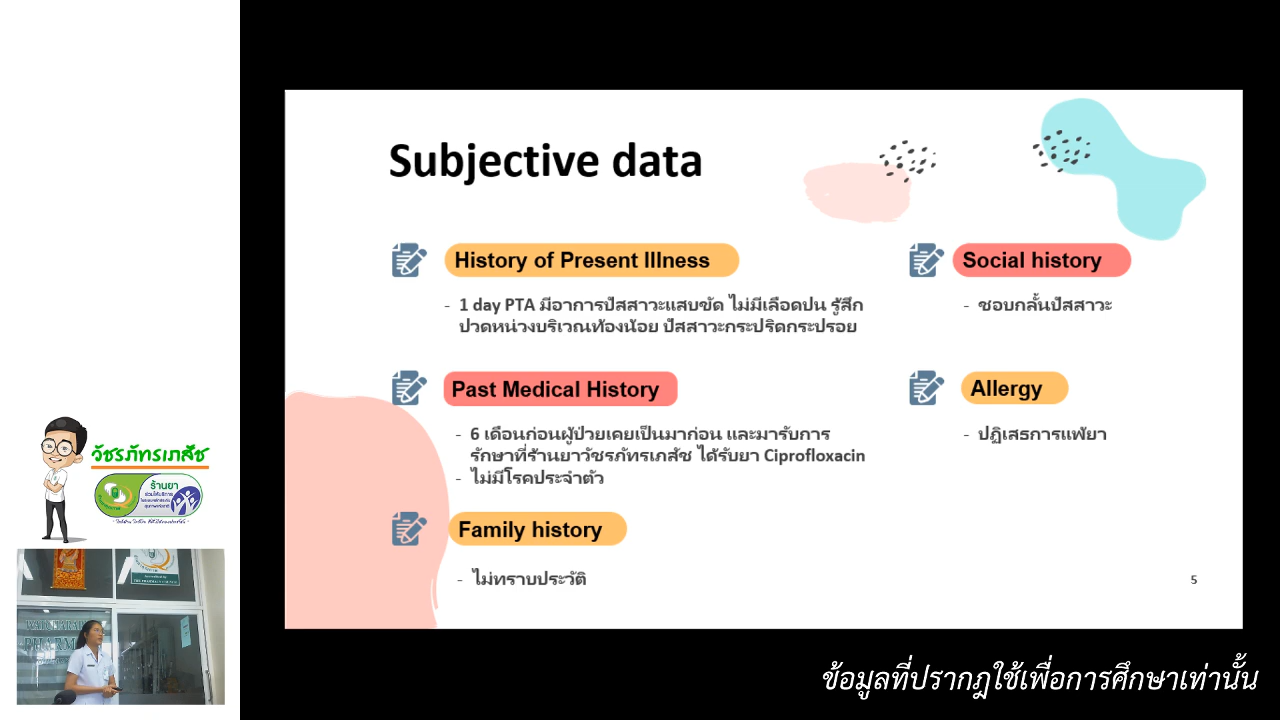 Subjective data
History of Present Illness
- 1 day PTA มีอาการปัสสาวะแสบขัด ไม่มีเลือดปน รู้สึก
ปวดหน่วงบริเวณท้องน้อย ปัสสาวะกระปริดกระปรอย
Past Medical History
- 6 เดือนก่อนผู้ป่วยเคยเป็นมาก่อน และมารับการ
รักษาที่ร้านยาวัชรภัทรเภสัช ได้รับยา Ciprofloxacin
- ไม่มีโรคประจำตัว
Family history
- ไม่ทราบประวัติ
Social history
- ชอบกลั้นปัสสาวะ
Allergy
- ปฏิเสธการแพ้ยา
5
วัชรภัทรเภสัช
ร้านยา
ข้อมูลที่ปรากฏใช้เพื่อการศึกษาเท่านั้น